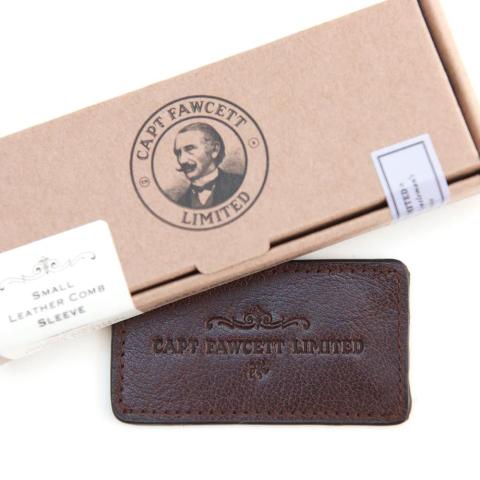 CAPT FAWCETT
LIMITED
SMALL
LEATHER COMB
SLEEVE
CAPT FAWCETT LIMITED